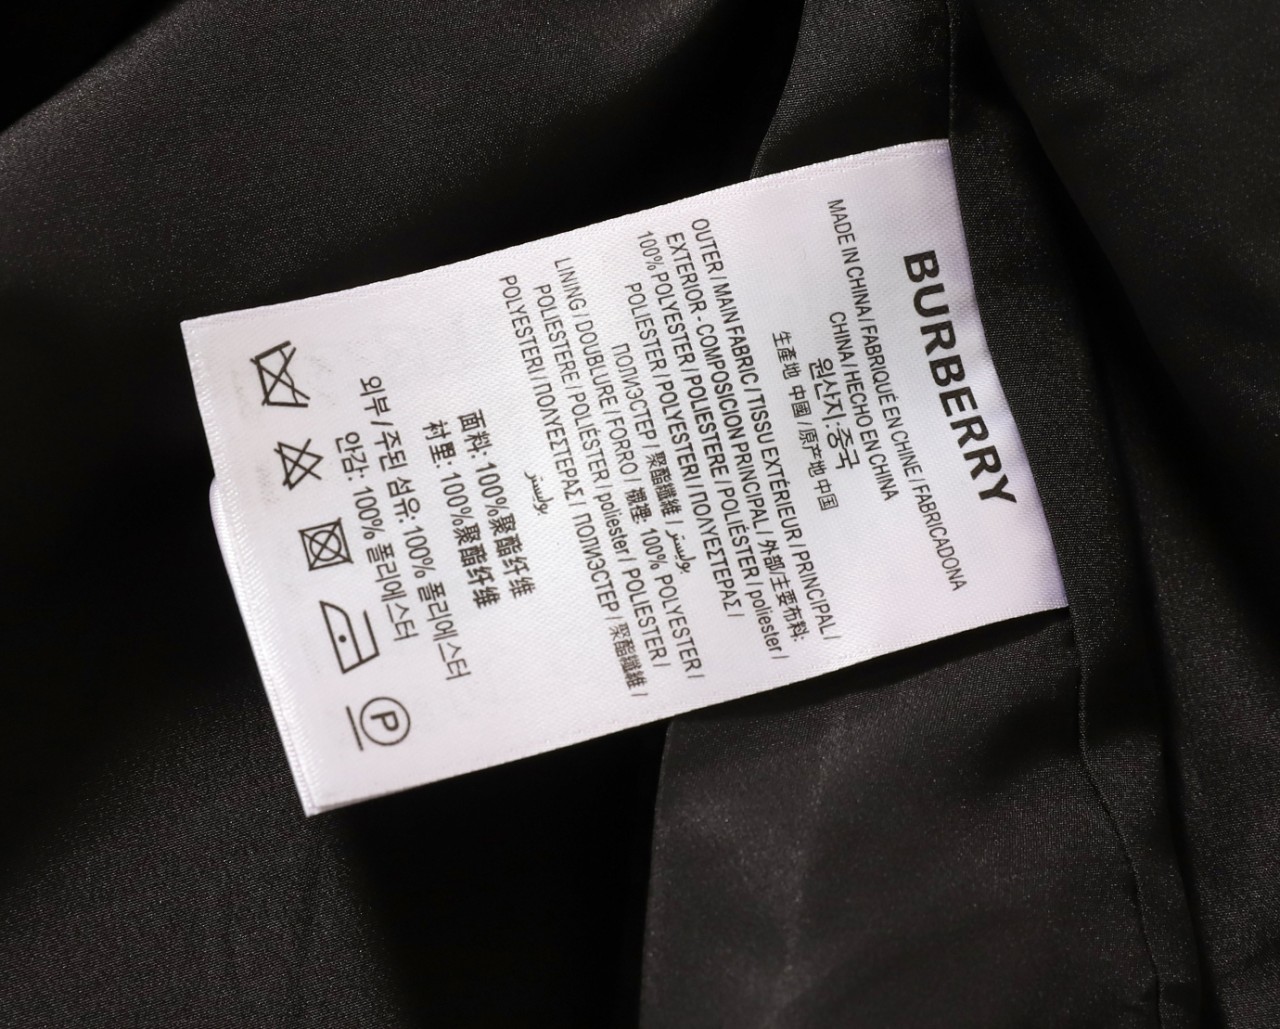 BURBERRY
MADE IN CHINA / FABRIQUÉ EN CHINE / FABRICADONA
CHINA / HECHO EN CHINA
원산지: 중국
生產地 中國 / 原产地 中国
OUTER / MAIN FABRIC / TISSU EXTÉRIEUR / PRINCIPAL /
EXTERIOR - COMPOSICION PRINCIPAL / 外部/主要布料:
100% POLYESTER / POLIESTERE / POLIÉSTER / poliester /
POLIESTER / POLYESTERI / ΠΟΛΥΕΣΤΕΡΑΣ /
ПОЛИЭСТЕР / 聚酯纖維 / بوليستر
LINING / DOUBLURE / FORRO / 襯裡: 100% POLYESTER /
POLIESTERE / POLIÉSTER / poliester / POLIESTER /
POLYESTERI / ΠΟΛΥΕΣΤΕΡΑΣ / ПОЛИЭСТЕР / 聚酯纖維 /
بوليستر
面料: 100%聚酯纤维
衬里: 100%聚酯纤维
외부 / 주된 섬유: 100% 폴리에스터
안감: 100% 폴리에스터
P